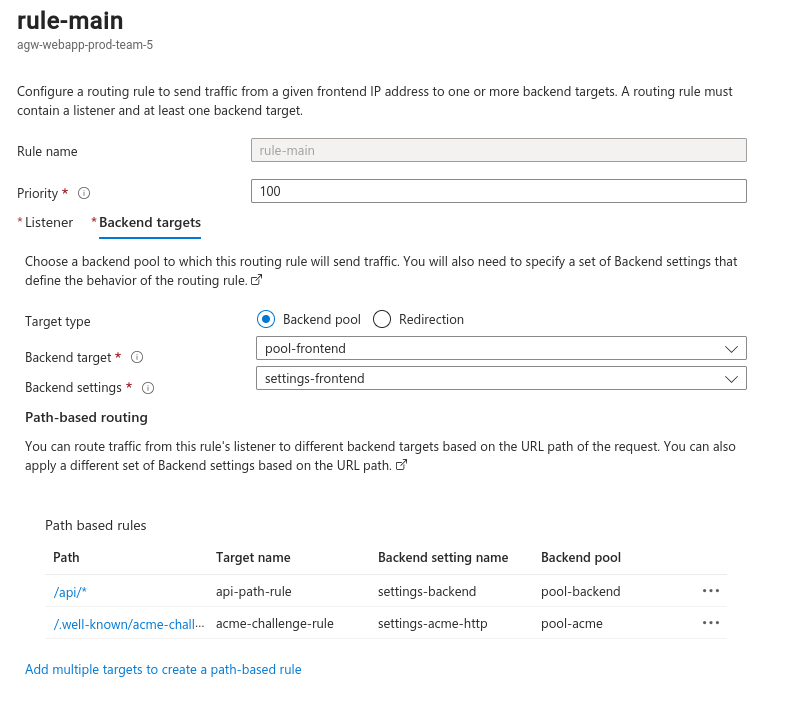 rule-main
agw-webapp-prod-team-5
Configure a routing rule to send traffic from a given frontend IP address to one or more backend targets. A routing rule must
contain a listener and at least one backend target.
Rule name
rule-main
Priority *
100
* Listener * Backend targets
Choose a backend pool to which this routing rule will send traffic. You will also need to specify a set of Backend settings that
define the behavior of the routing rule.
Target type
Backend pool Redirection
Backend target *
pool-frontend
Backend settings *
settings-frontend
Path-based routing
You can route traffic from this rule's listener to different backend targets based on the URL path of the request. You can also
apply a different set of Backend settings based on the URL path.
Path based rules
Path Target name Backend setting name Backend pool
/api/* api-path-rule settings-backend pool-backend
/.well-known/acme-chall... acme-challenge-rule settings-acme-http pool-acme
Add multiple targets to create a path-based rule